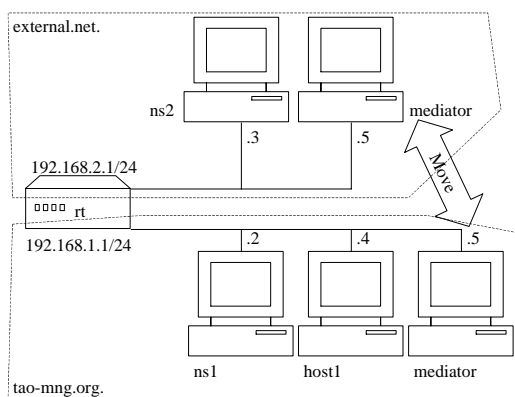 external.net.
ns2
mediator
.3
.5
Move
192.168.2.1/24
rt
192.168.1.1/24
.2
.4
.5
ns1
host1
mediator
tao-mng.org.